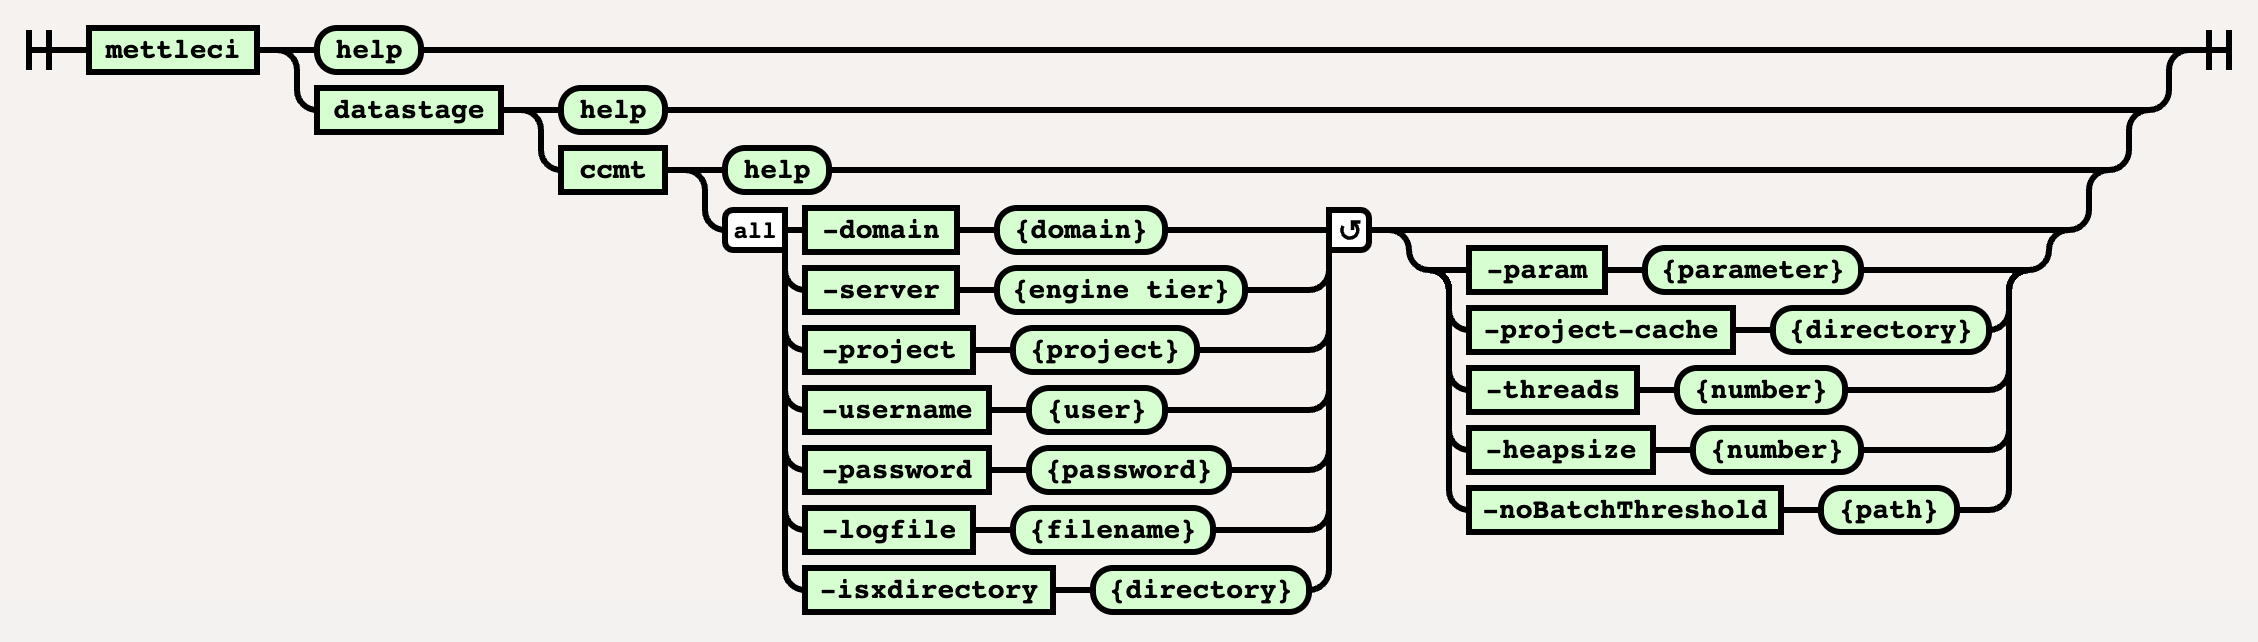 mettleci help
datastage help
ccmt help
all -domain {domain} ↺
-param {parameter}
-server {engine tier}
-project-cache {directory}
-project {project}
-threads {number}
-username {user}
-heapsize {number}
-password {password}
-noBatchThreshold {path}
-logfile {filename}
-isxdirectory {directory}